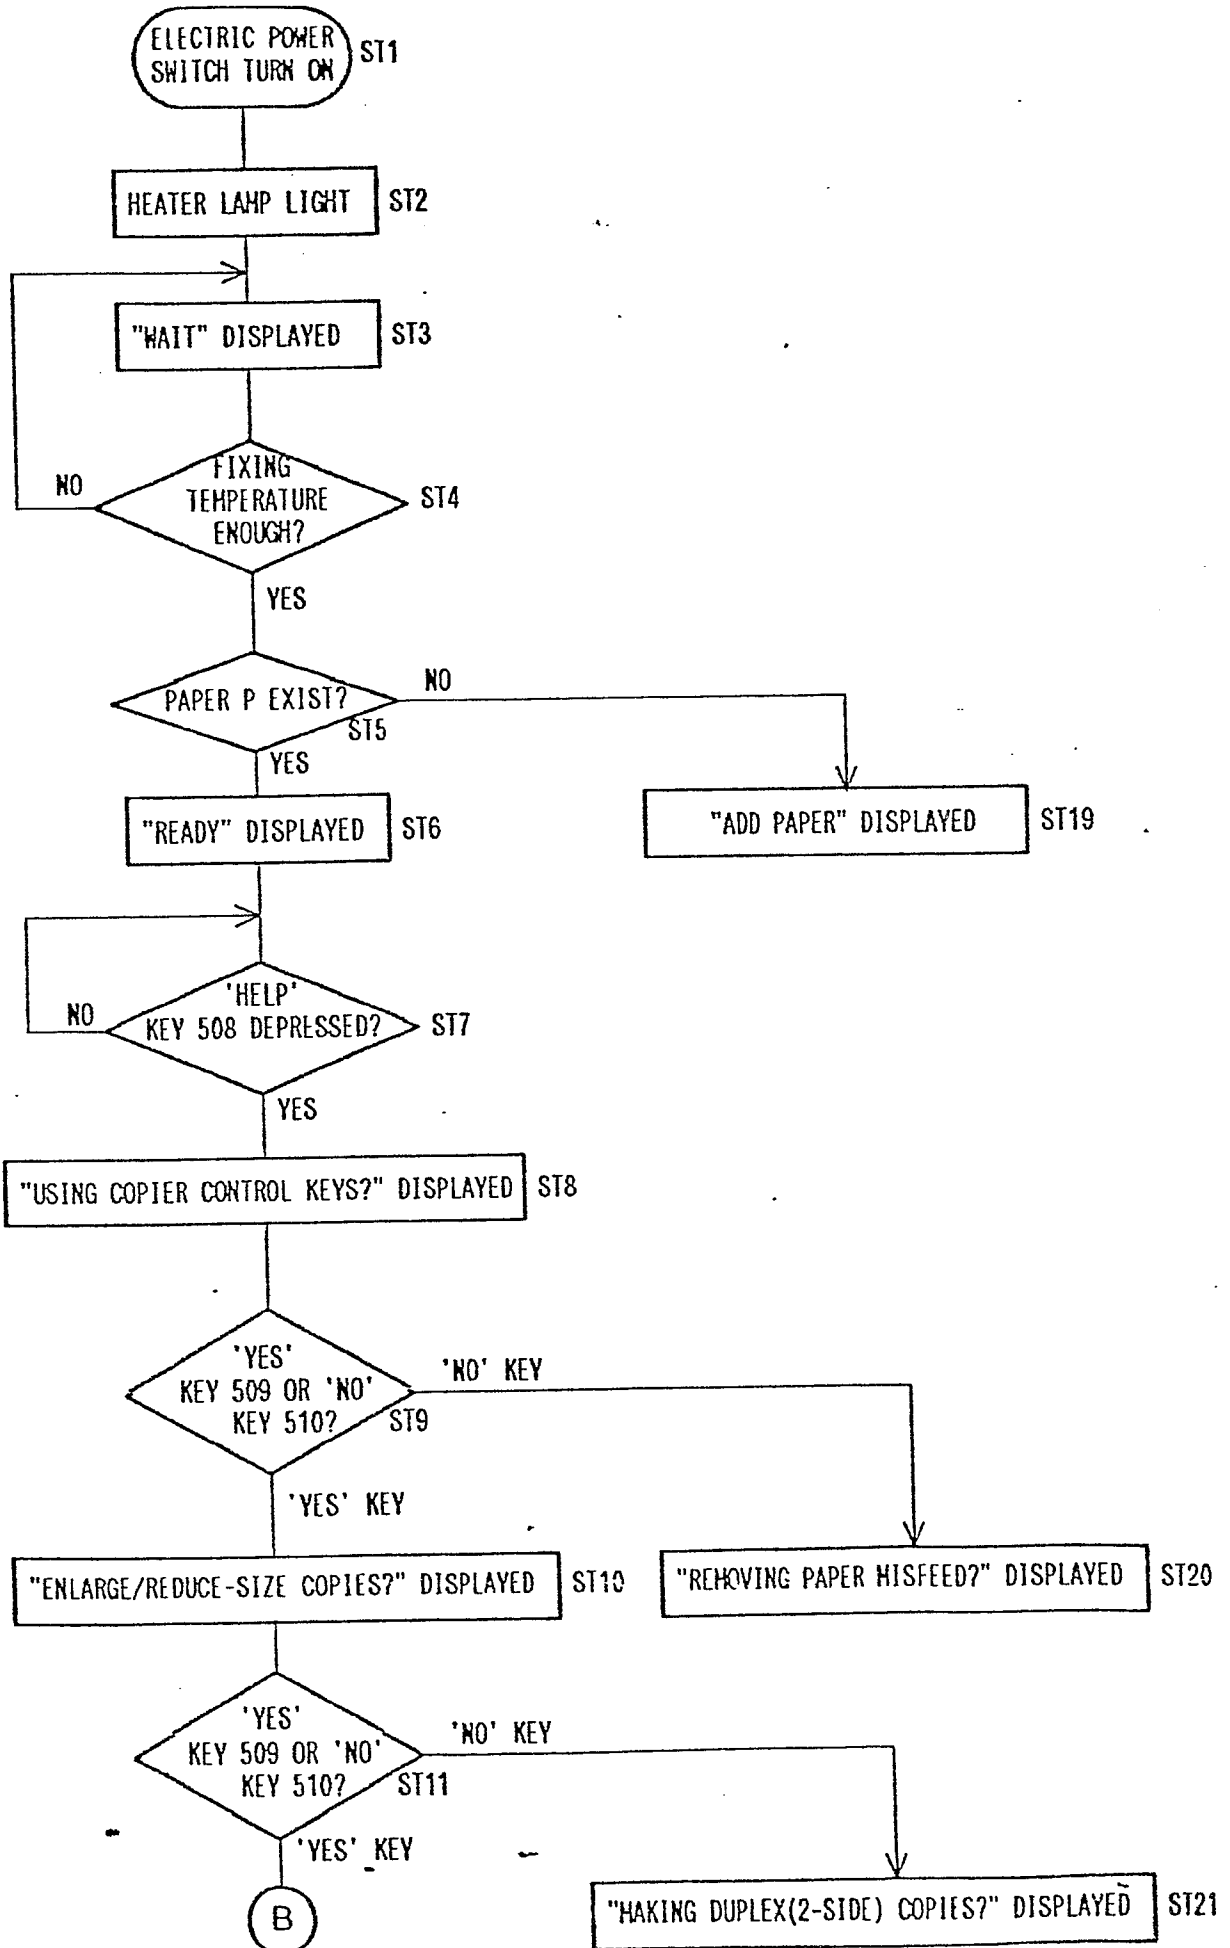 ELECTRIC POWER
SWITCH TURN ON
ST1
HEATER LAMP LIGHT
ST2
"WAIT" DISPLAYED
ST3
FIXING
TEMPERATURE
ENOUGH?
ST4
NO
YES
PAPER P EXIST?
ST5
NO
YES
"READY" DISPLAYED
ST6
"ADD PAPER" DISPLAYED
ST19
'HELP'
KEY 508 DEPRESSED?
ST7
NO
YES
"USING COPIER CONTROL KEYS?" DISPLAYED
ST8
'YES'
KEY 509 OR 'NO'
KEY 510?
ST9
'NO' KEY
'YES' KEY
"ENLARGE/REDUCE-SIZE COPIES?" DISPLAYED
ST10
"REMOVING PAPER MISFEED?" DISPLAYED
ST20
'YES'
KEY 509 OR 'NO'
KEY 510?
ST11
'NO' KEY
'YES' KEY
B
"MAKING DUPLEX(2-SIDE) COPIES?" DISPLAYED
ST21